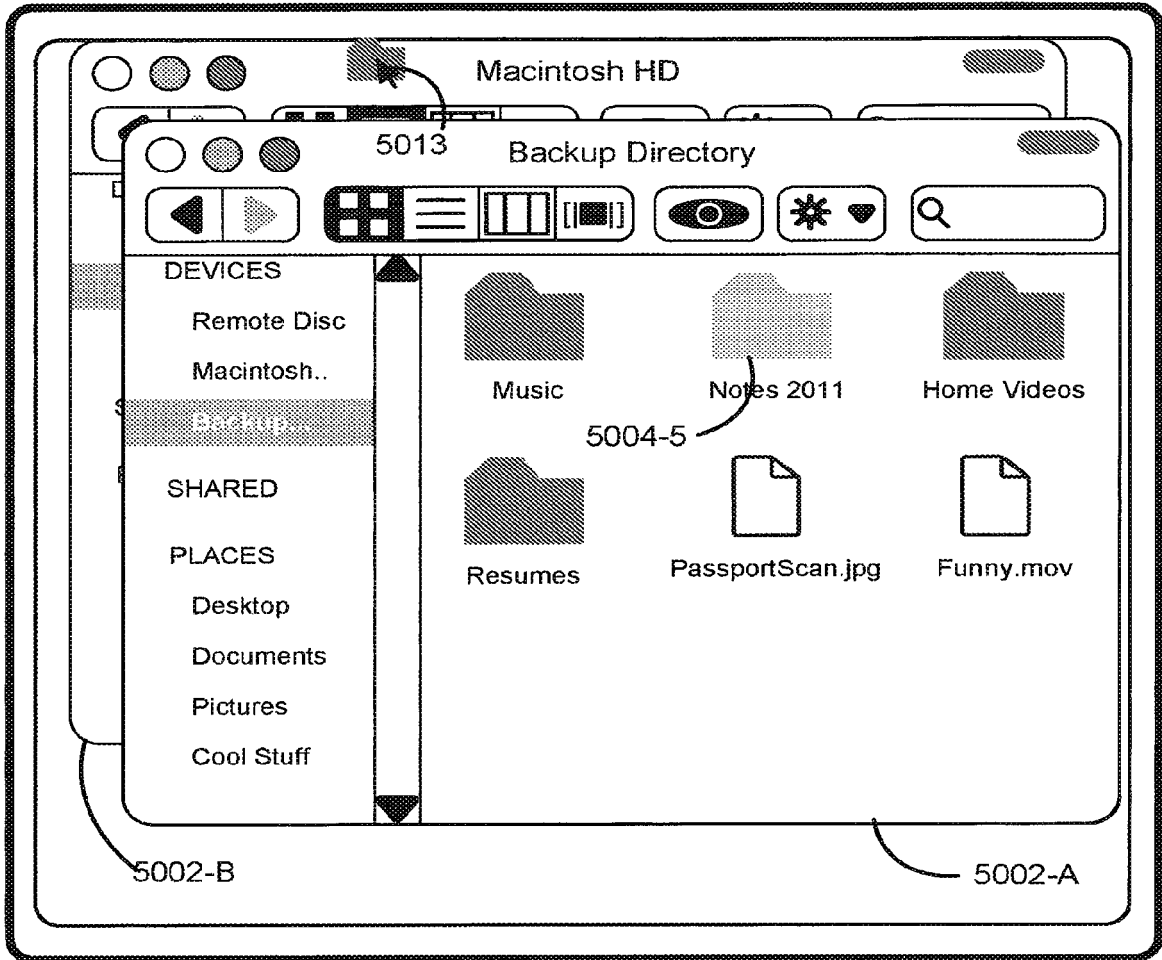 Macintosh HD
5013
Backup Directory
DEVICES
Remote Disc
Macintosh..
Backup...
SHARED
PLACES
Desktop
Documents
Pictures
Cool Stuff
Music
Notes 2011
Home Videos
5004-5
Resumes
PassportScan.jpg
Funny.mov
5002-B
5002-A